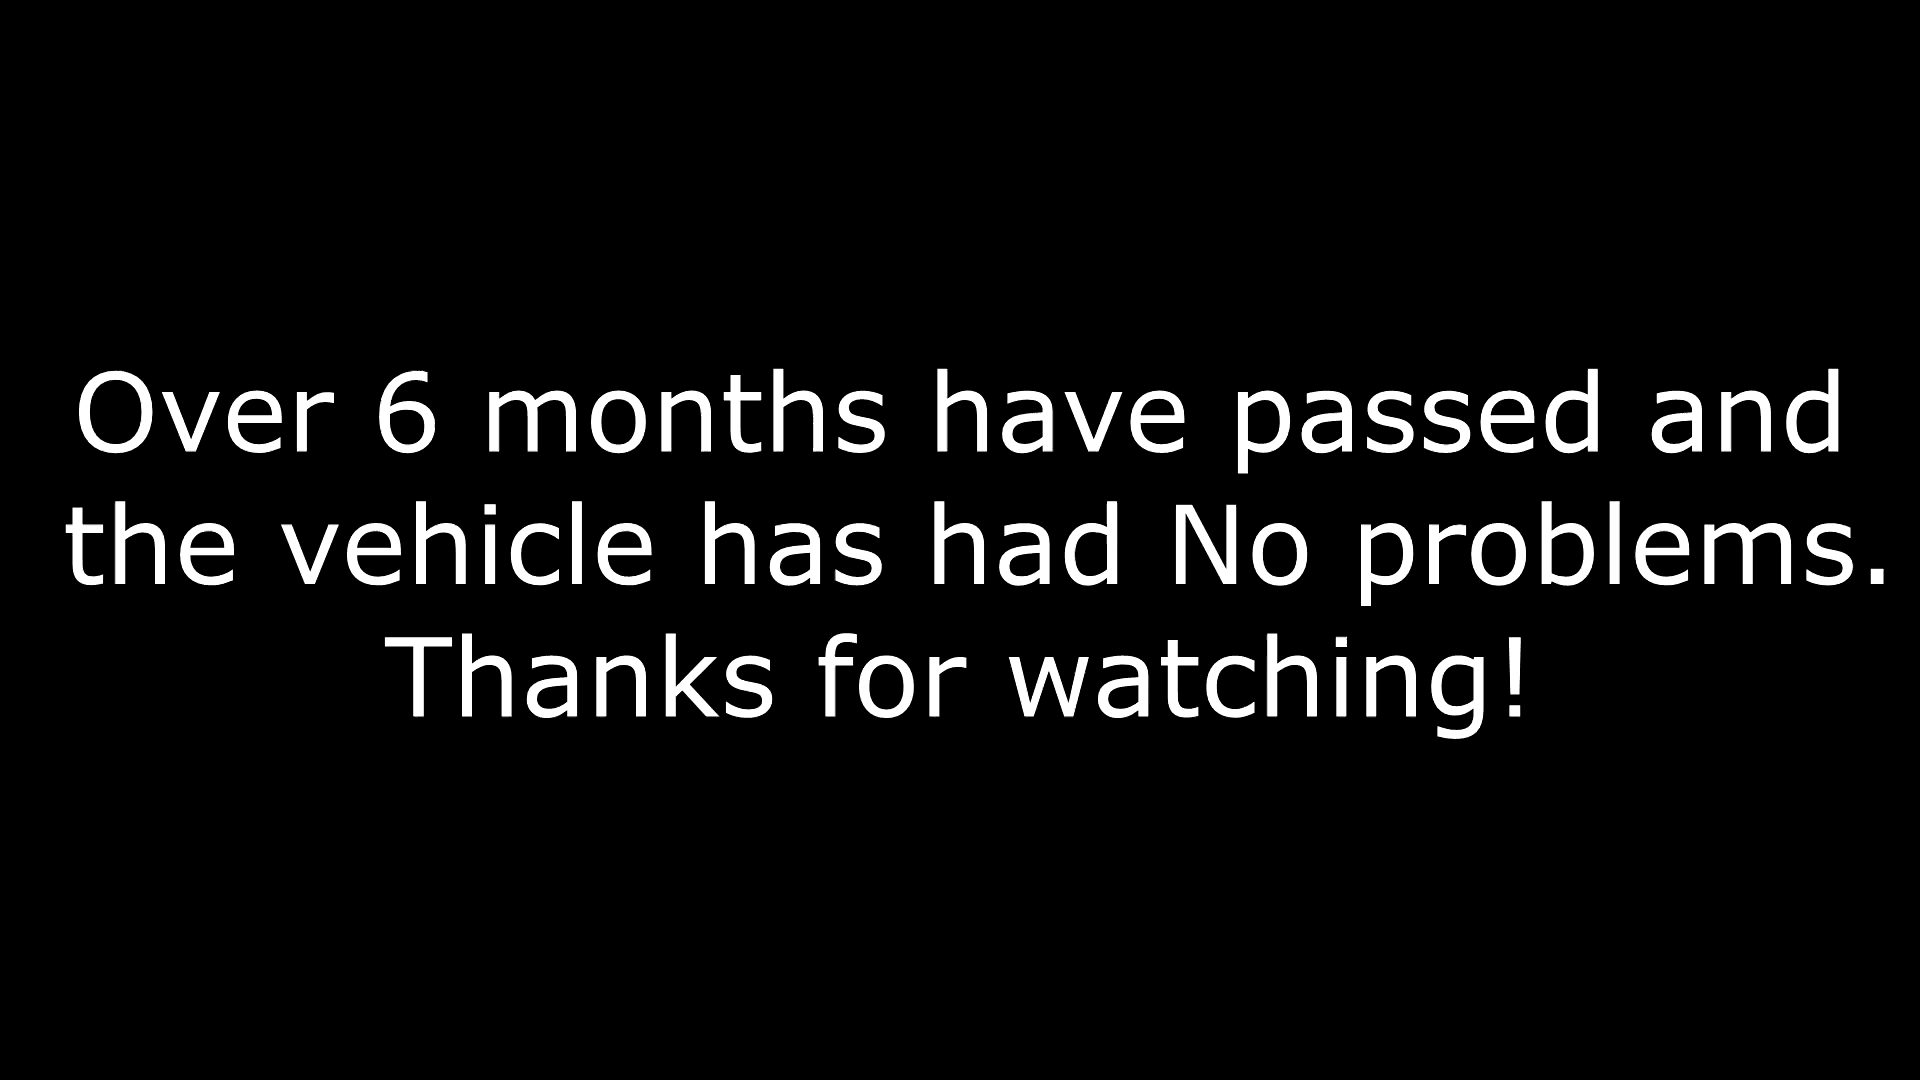 Over 6 months have passed and
the vehicle has had No problems.
Thanks for watching!